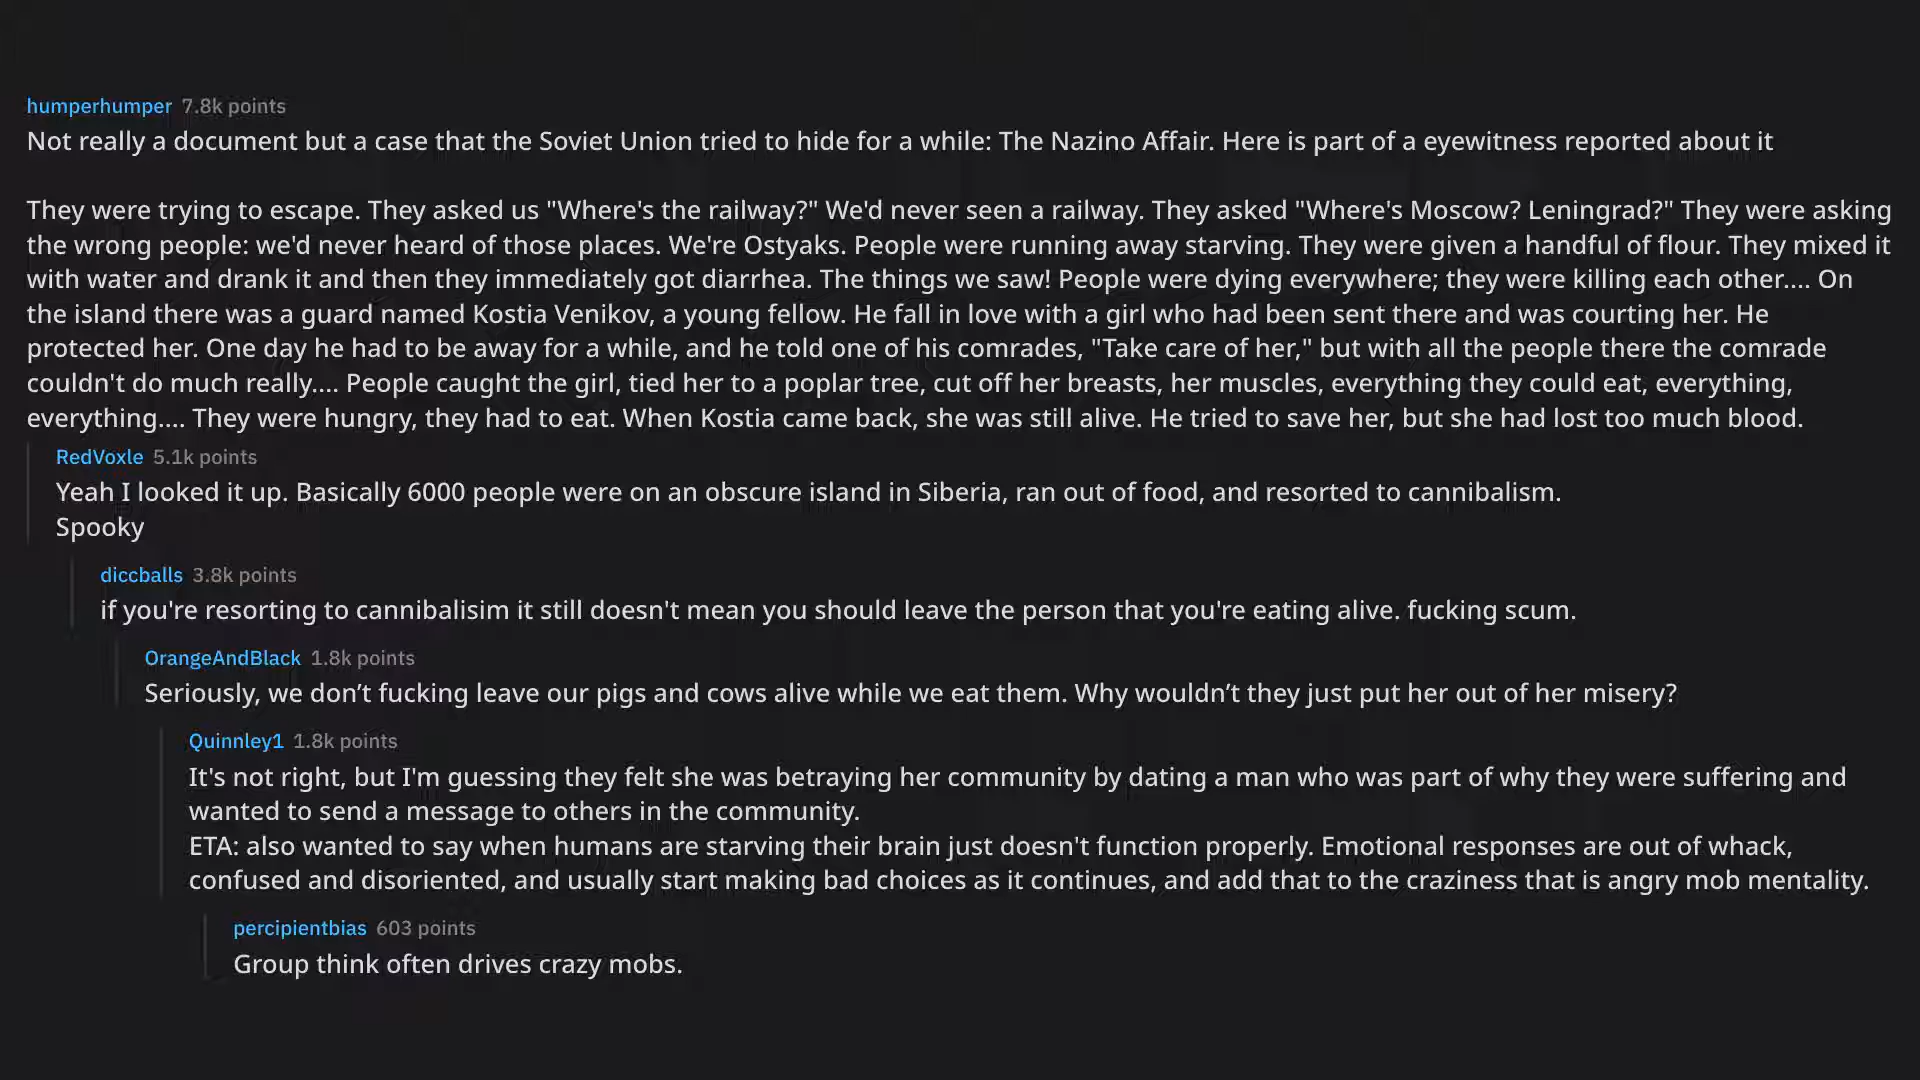 humperhumper 7.8k points
Not really a document but a case that the Soviet Union tried to hide for a while: The Nazino Affair. Here is part of a eyewitness reported about it
They were trying to escape. They asked us "Where's the railway?" We'd never seen a railway. They asked "Where's Moscow? Leningrad?" They were asking
the wrong people: we'd never heard of those places. We're Ostyaks. People were running away starving. They were given a handful of flour. They mixed it
with water and drank it and then they immediately got diarrhea. The things we saw! People were dying everywhere; they were killing each other.... On
the island there was a guard named Kostia Venikov, a young fellow. He fall in love with a girl who had been sent there and was courting her. He
protected her. One day he had to be away for a while, and he told one of his comrades, "Take care of her," but with all the people there the comrade
couldn't do much really.... People caught the girl, tied her to a poplar tree, cut off her breasts, her muscles, everything they could eat, everything,
everything.... They were hungry, they had to eat. When Kostia came back, she was still alive. He tried to save her, but she had lost too much blood.
RedVoxle 5.1k points
Yeah I looked it up. Basically 6000 people were on an obscure island in Siberia, ran out of food, and resorted to cannibalism.
Spooky
diccballs 3.8k points
if you're resorting to cannibalisim it still doesn't mean you should leave the person that you're eating alive. fucking scum.
OrangeAndBlack 1.8k points
Seriously, we don’t fucking leave our pigs and cows alive while we eat them. Why wouldn’t they just put her out of her misery?
Quinnley1 1.8k points
It's not right, but I'm guessing they felt she was betraying her community by dating a man who was part of why they were suffering and
wanted to send a message to others in the community.
ETA: also wanted to say when humans are starving their brain just doesn't function properly. Emotional responses are out of whack,
confused and disoriented, and usually start making bad choices as it continues, and add that to the craziness that is angry mob mentality.
percipientbias 603 points
Group think often drives crazy mobs.